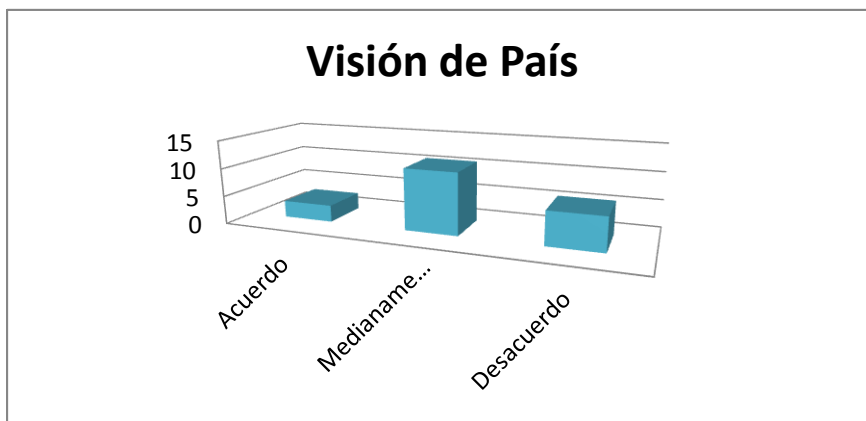 Visión de País
15
10
5
0
Acuerdo
Medianame...
Desacuerdo